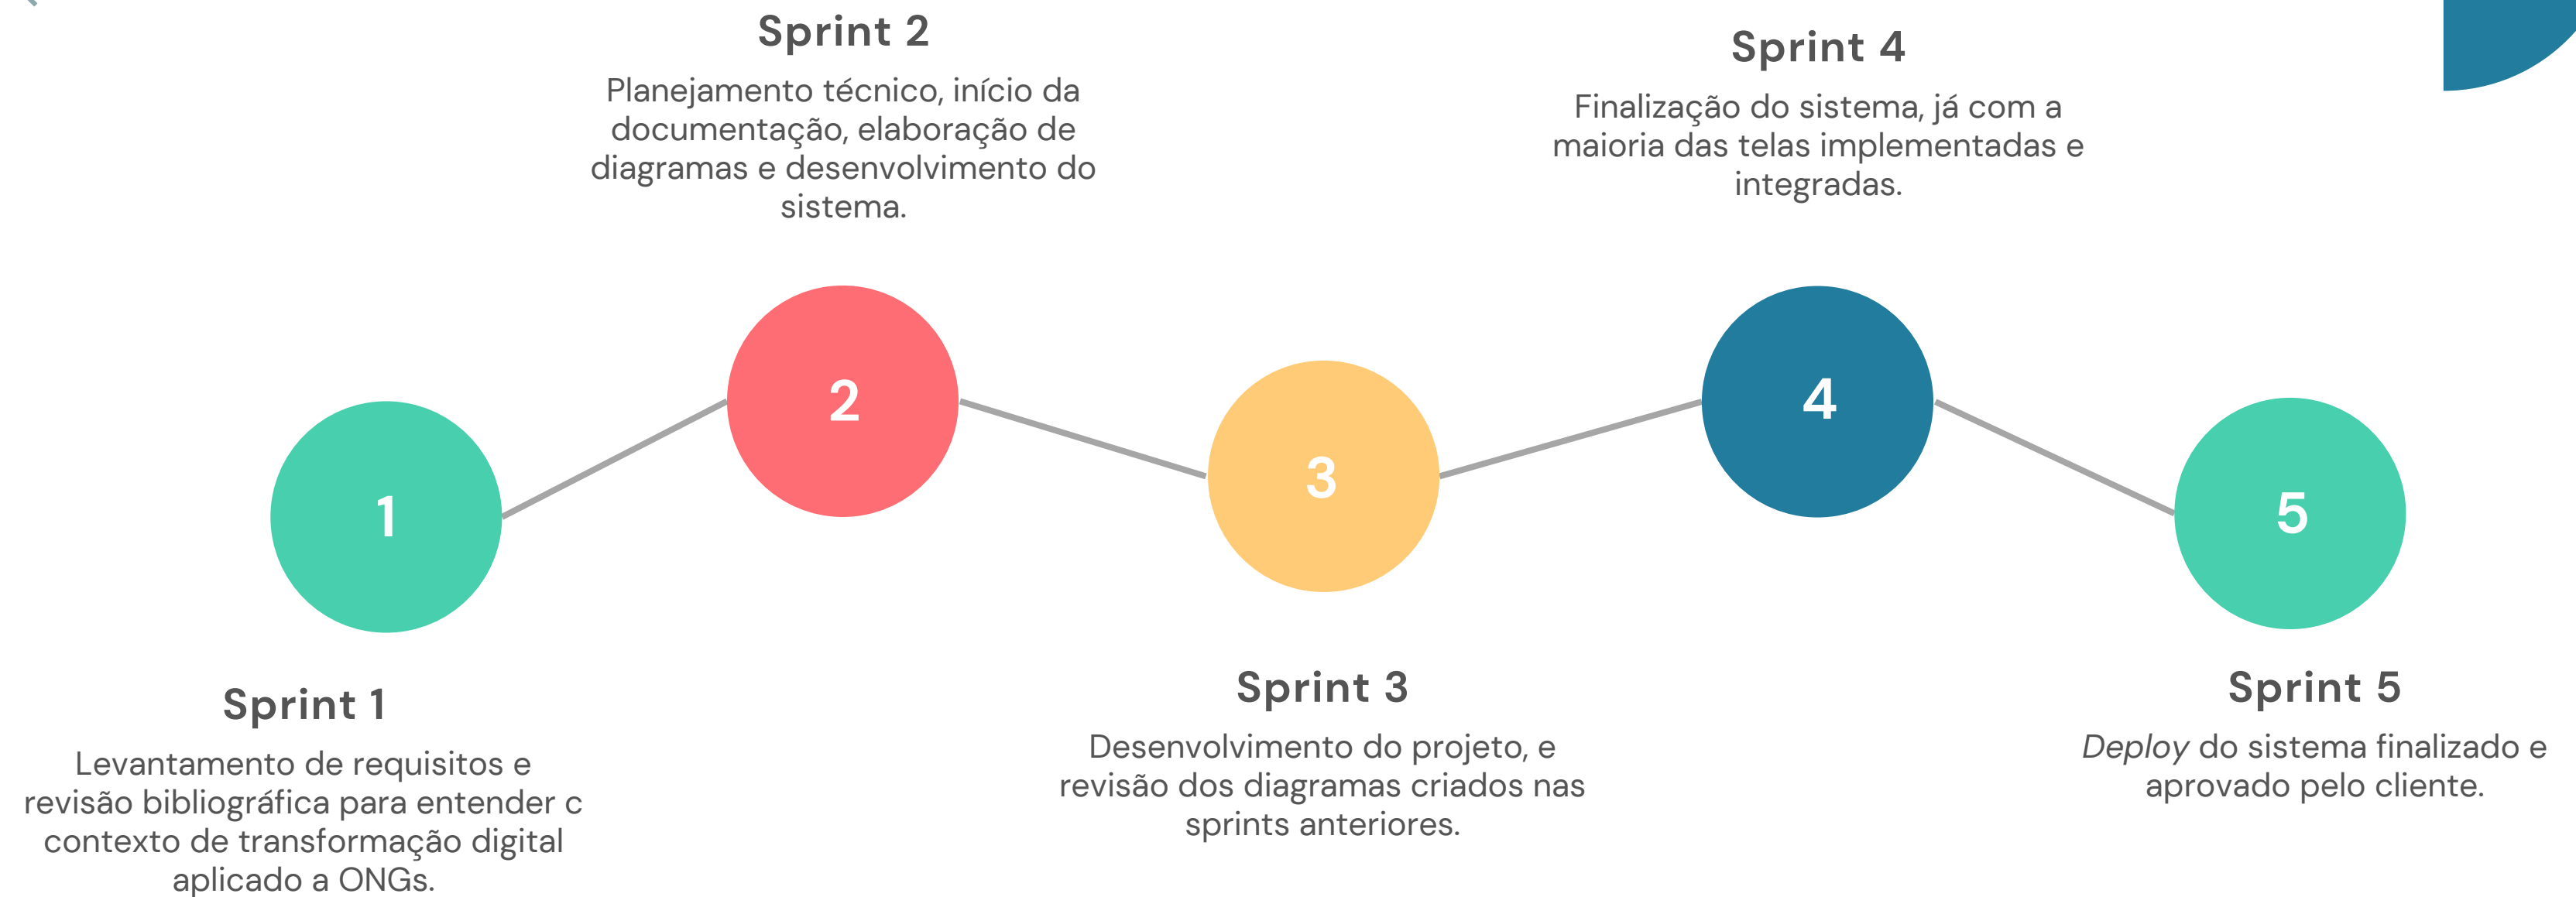 Sprint 1
Levantamento de requisitos e
revisão bibliográfica para entender
contexto de transformação digital
aplicado a ONGs.
1
Sprint 2
Planejamento técnico, início da
documentação, elaboração de
diagramas e desenvolvimento do
sistema.
2
3
Sprint 3
Desenvolvimento do projeto, e
revisão dos diagramas criados nas
sprints anteriores.
Sprint 4
Finalização do sistema, já com a
maioria das telas implementadas e
integradas.
4
5
Sprint 5
Deploy do sistema finalizado e
aprovado pelo cliente.